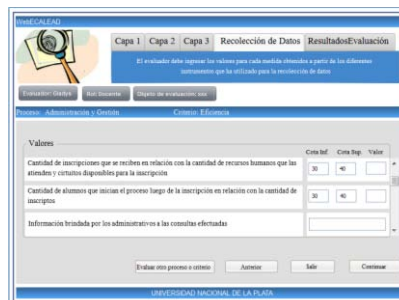 WebECALEAD
Capa 1 Capa 2 Capa 3 Recolección de Datos ResultadosEvaluación
El evaluador debe ingresar los valores para cada medida obtenidos a partir de los diferentes
instrumentos que ha utilizado para la recolección de datos
Evaluador: Gladys Rol: Docente Objeto de evaluación:
Proceso: Administración y Gestión Criterio: Eficiencia
Valores
Cota Inf. Cota Sup. Valor
Cantidad de inscripciones que se reciben en relación con la cantidad de recursos humanos que las
atienden y circuitos disponibles para la inscripción
30 40
Cantidad de alumnos que inician el proceso luego de la inscripción en relación con la cantidad de
inscriptos
30 40
Información brindada por los administrativos a las consultas efectuadas
Evaluar otro proceso o criterio Anterior Salir Continuar
UNIVERSIDAD NACIONAL DE LA PLATA